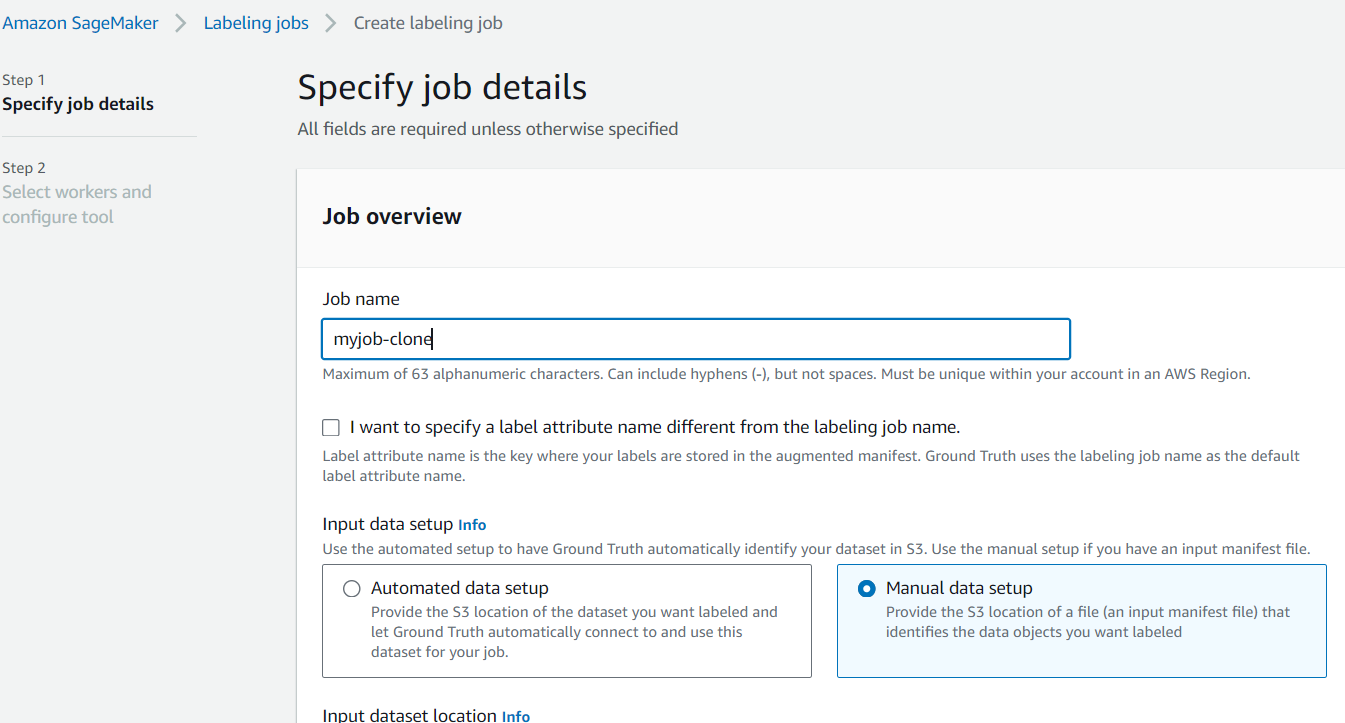 Amazon SageMaker > Labeling jobs > Create labeling job
Step 1
Specify job details
Step 2
Select workers and
configure tool
Specify job details
All fields are required unless otherwise specified
Job overview
Job name
myjob-clone
Maximum of 63 alphanumeric characters. Can include hyphens (-), but not spaces. Must be unique within your account in an AWS Region.
I want to specify a label attribute name different from the labeling job name.
Label attribute name is the key where your labels are stored in the augmented manifest. Ground Truth uses the labeling job name as the default
label attribute name.
Input data setup Info
Use the automated setup to have Ground Truth automatically identify your dataset in S3. Use the manual setup if you have an input manifest file.
Automated data setup
Provide the S3 location of the dataset you want labeled and
let Ground Truth automatically connect to and use this
dataset for your job.
Manual data setup
Provide the S3 location of a file (an input manifest file) that
identifies the data objects you want labeled
Input dataset location Info